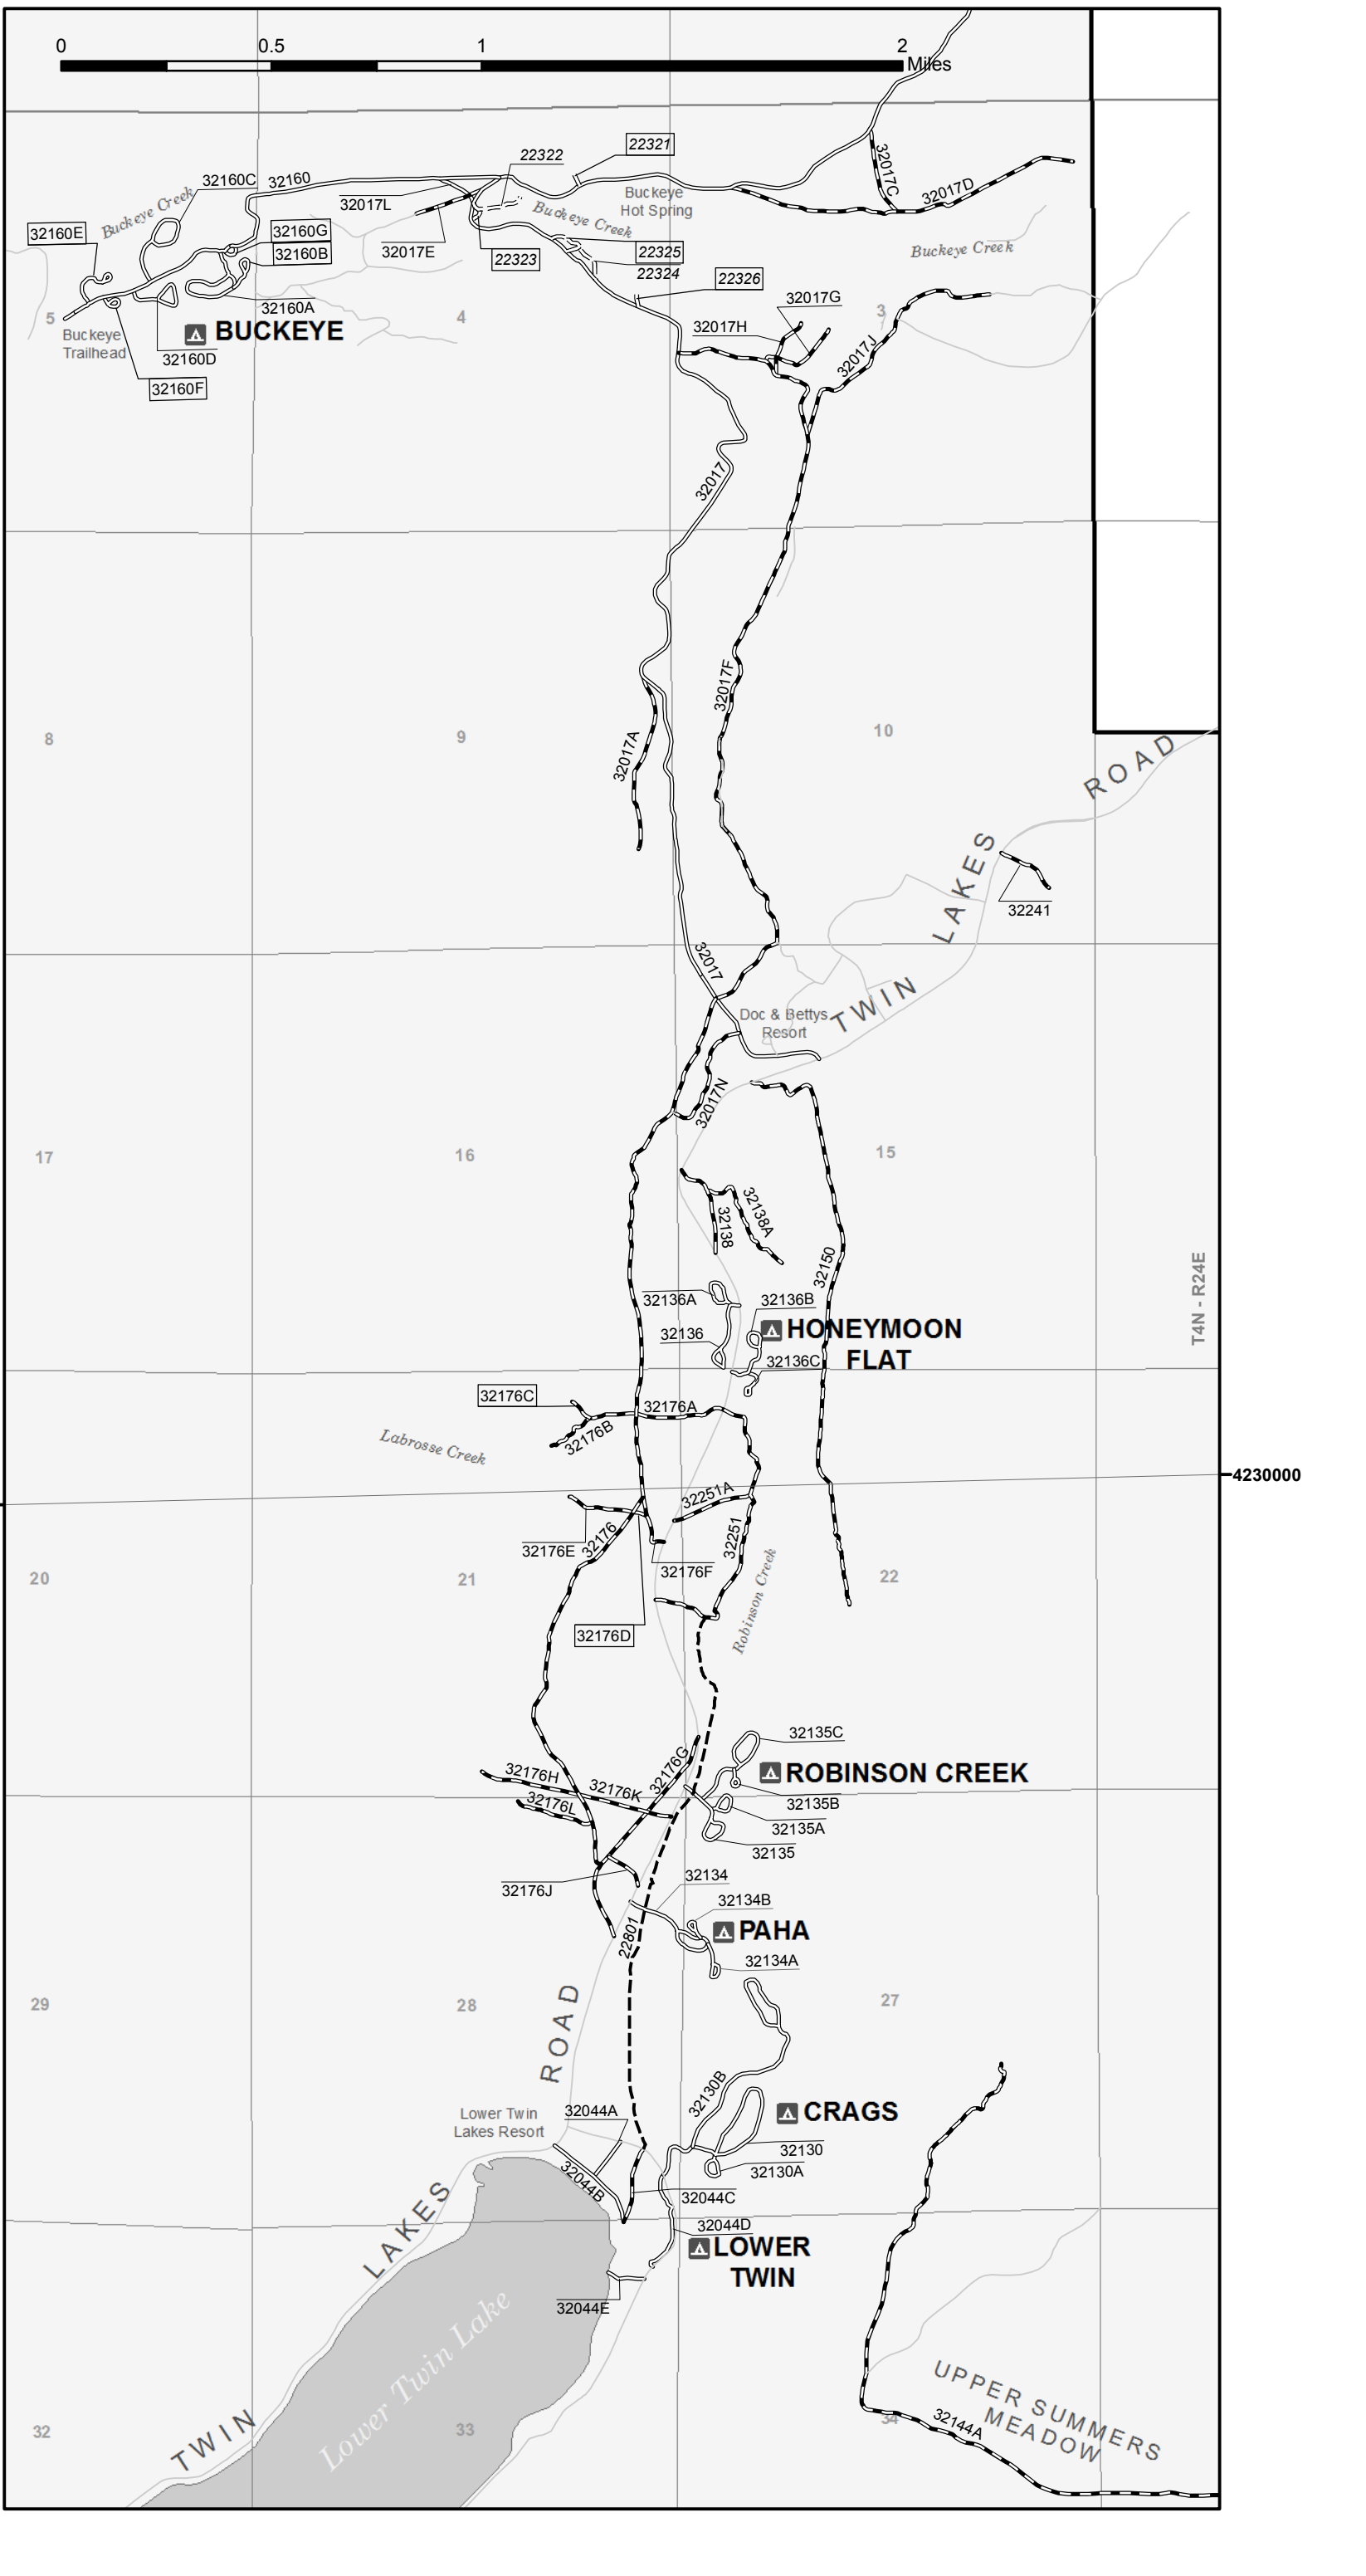 0
0.5
1
2
Miles
22321
22322
32017C
32160C
32160
32017D
Buckeye Creek
32017L
Buckeye
Hot Spring
Buckeye Creek
32160E
32160G
32160B
32017E
22323
22325
22324
Buckeye Creek
22326
32017G
32160A
5
BUCKEYE
4
3
32017H
Buckeye
Trailhead
32160D
32017J
32160F
32017
32017F
8
9
10
32017A
TWIN LAKES ROAD
32241
32017
Doc & Bettys
Resort
32017N
17
16
15
32138
32138A
32150
T4N - R24E
32136A
32136B
HONEYMOON
FLAT
32136
32136C
32176C
32176A
32176B
Labrosse Creek
4230000
32251A
32176E
32176
32251
32176F
Robinson Creek
20
21
22
32176D
32135C
ROBINSON CREEK
32176H
32176K
32176G
32176L
32135B
32135A
32135
32176J
32134
32134B
PAHA
22801
32134A
29
28
27
TWIN LAKES ROAD
32130B
Lower Twin
Lakes Resort
32044A
CRAGS
32130
32130A
32044B
32044C
32044D
LOWER
TWIN
32044E
Lower Twin Lake
UPPER SUMMERS
MEADOW
32144A
32
33
34